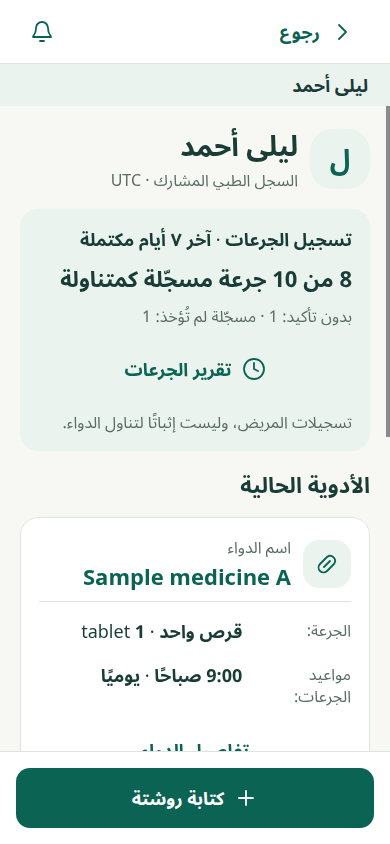 رجوع
ليلى أحمد
ل
ليلى أحمد
السجل الطبي المشارك · UTC
تسجيل الجرعات · آخر ٧ أيام مكتملة
8 من 10 جرعة مسجّلة كمتناولة
بدون تأكيد: 1 · مسجّلة لم تُؤخذ: 1
تقرير الجرعات
تسجيلات المريض، وليست إثباتًا لتناول الدواء.
الأدوية الحالية
اسم الدواء
Sample medicine A
الجرعة:
قرص واحد · 1 tablet
مواعيد الجرعات:
9:00 صباحًا · يوميًا
تفاصيل الدواء
كتابة روشتة